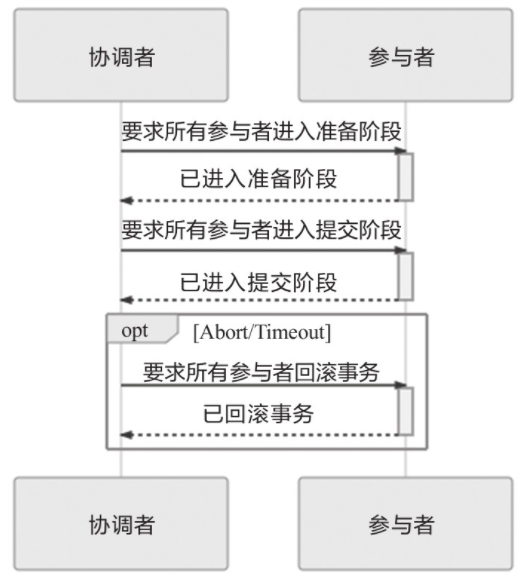 协调者
参与者
要求所有参与者进入准备阶段
已进入准备阶段
要求所有参与者进入提交阶段
已进入提交阶段
opt [Abort/Timeout]
要求所有参与者回滚事务
已回滚事务
协调者
参与者